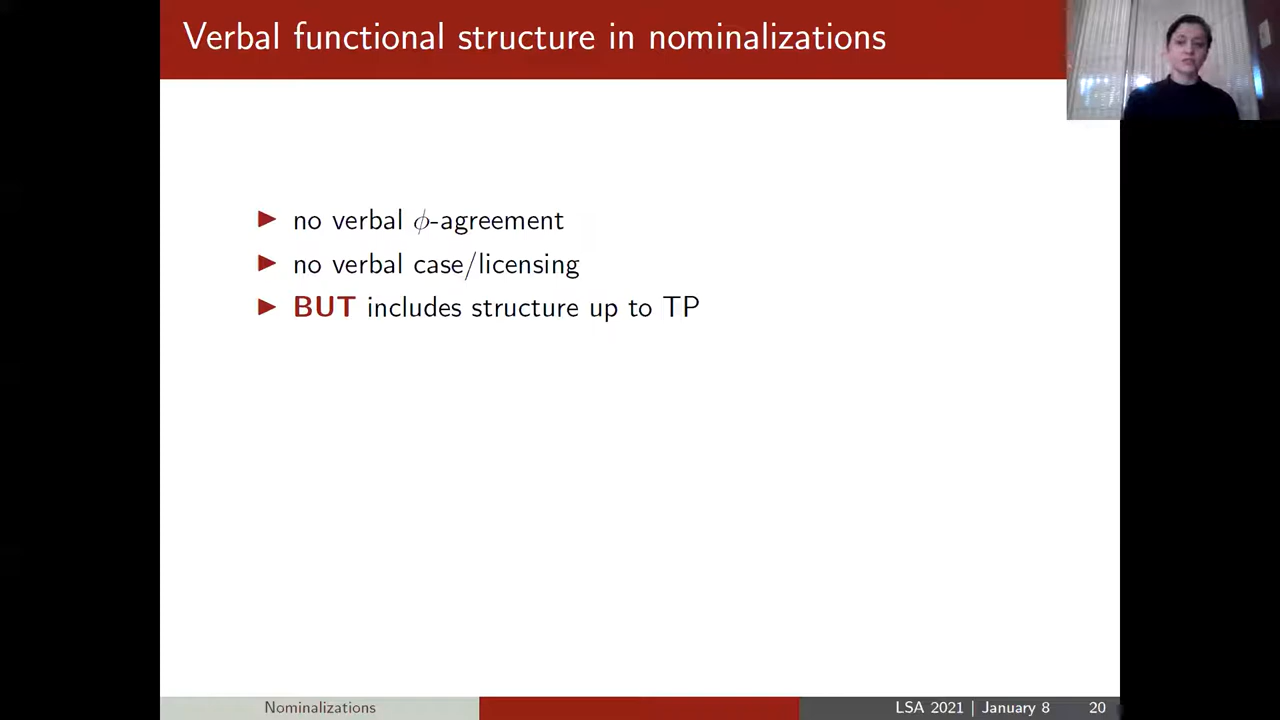 Verbal functional structure in nominalizations
▶ no verbal ϕ-agreement
▶ no verbal case/licensing
▶ BUT includes structure up to TP
Nominalizations
LSA 2021 | January 8 20